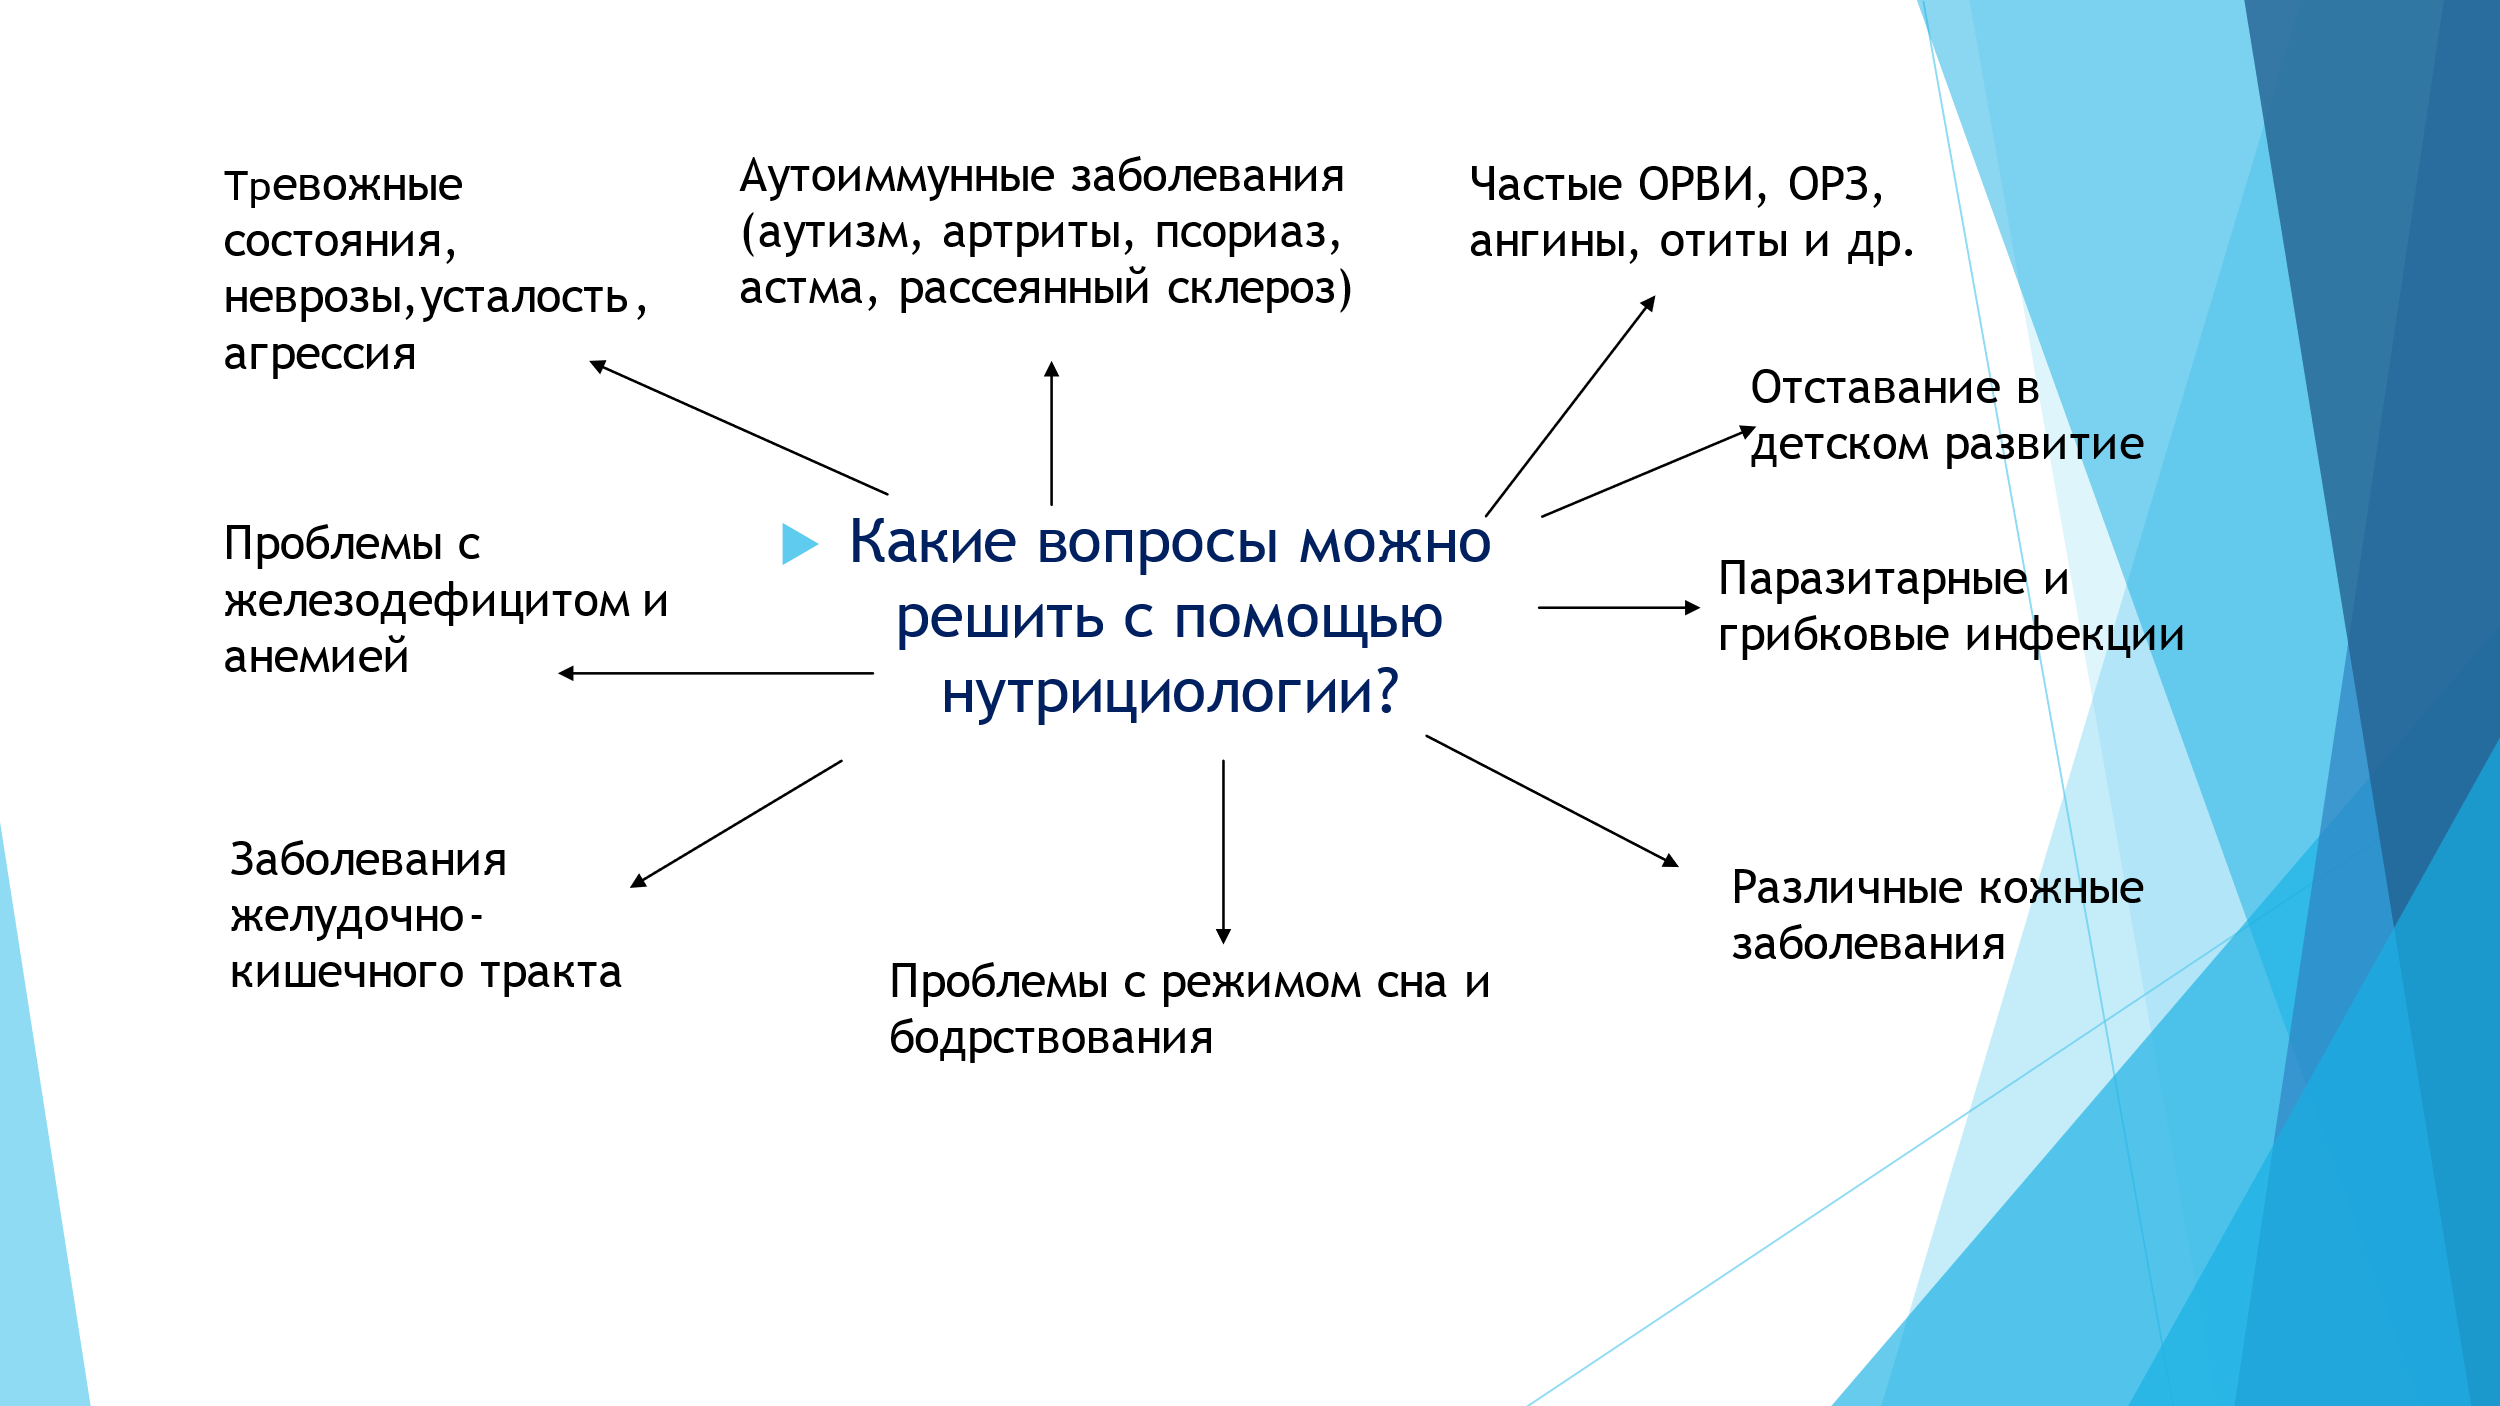 Тревожные
состояния,
неврозы,усталость,
агрессия
Аутоиммунные заболевания
(аутизм, артриты, псориаз,
астма, рассеянный склероз)
Частые ОРВИ, ОРЗ,
ангины, отиты и др.
Отставание в
детском развитие
Проблемы с
железодефицитом и
анемией
Какие вопросы можно
решить с помощью
нутрициологии?
Паразитарные и
грибковые инфекции
Заболевания
желудочно-
кишечного тракта
Проблемы с режимом сна и
бодрствования
Различные кожные
заболевания